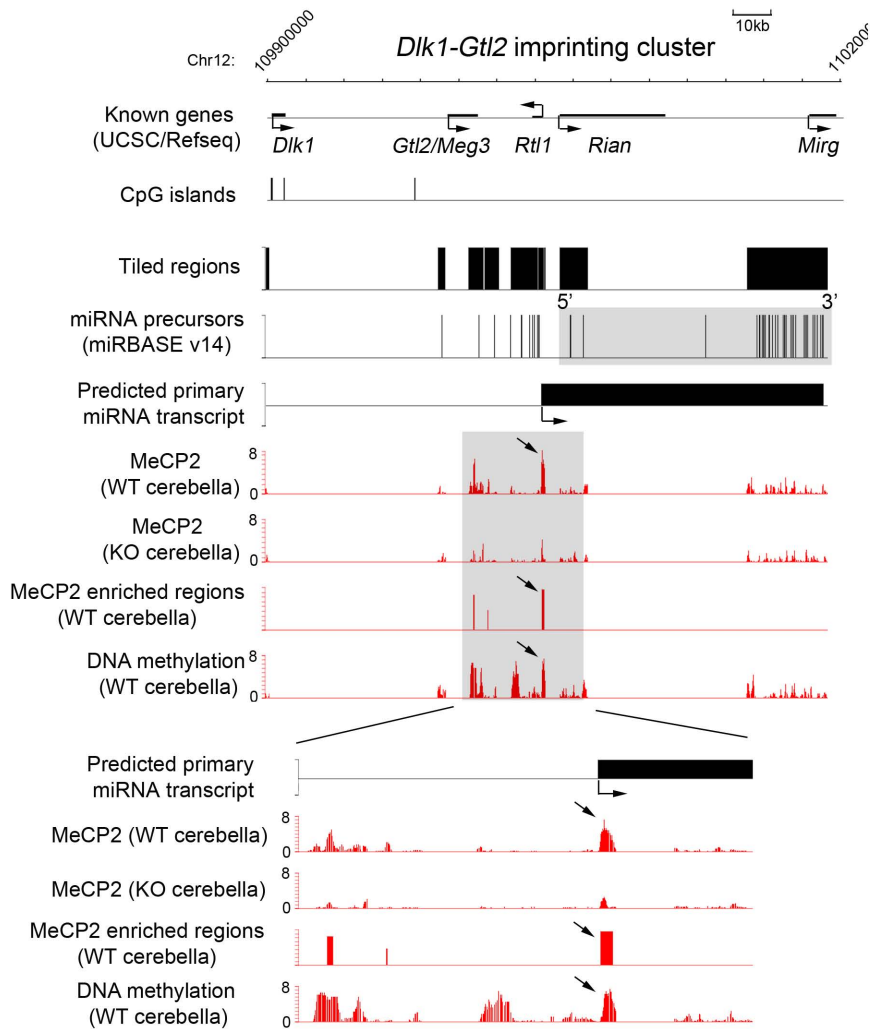 10kb
109900000
1102000
Chr12:
Dlk1-Gtl2 imprinting cluster
Known genes
(UCSC/Refseq)
Dlk1
Gtl2/Meg3
Rtl1
Rian
Mirg
CpG islands
Tiled regions
5’
3’
miRNA precursors
(miRBASE v14)
Predicted primary
miRNA transcript
8
MeCP2
(WT cerebella)
0
8
MeCP2
(KO cerebella)
0
MeCP2 enriched regions
(WT cerebella)
8
DNA methylation
(WT cerebella)
0
Predicted primary
miRNA transcript
8
MeCP2 (WT cerebella)
0
8
MeCP2 (KO cerebella)
0
MeCP2 enriched regions
(WT cerebella)
8
DNA methylation
(WT cerebella)
0